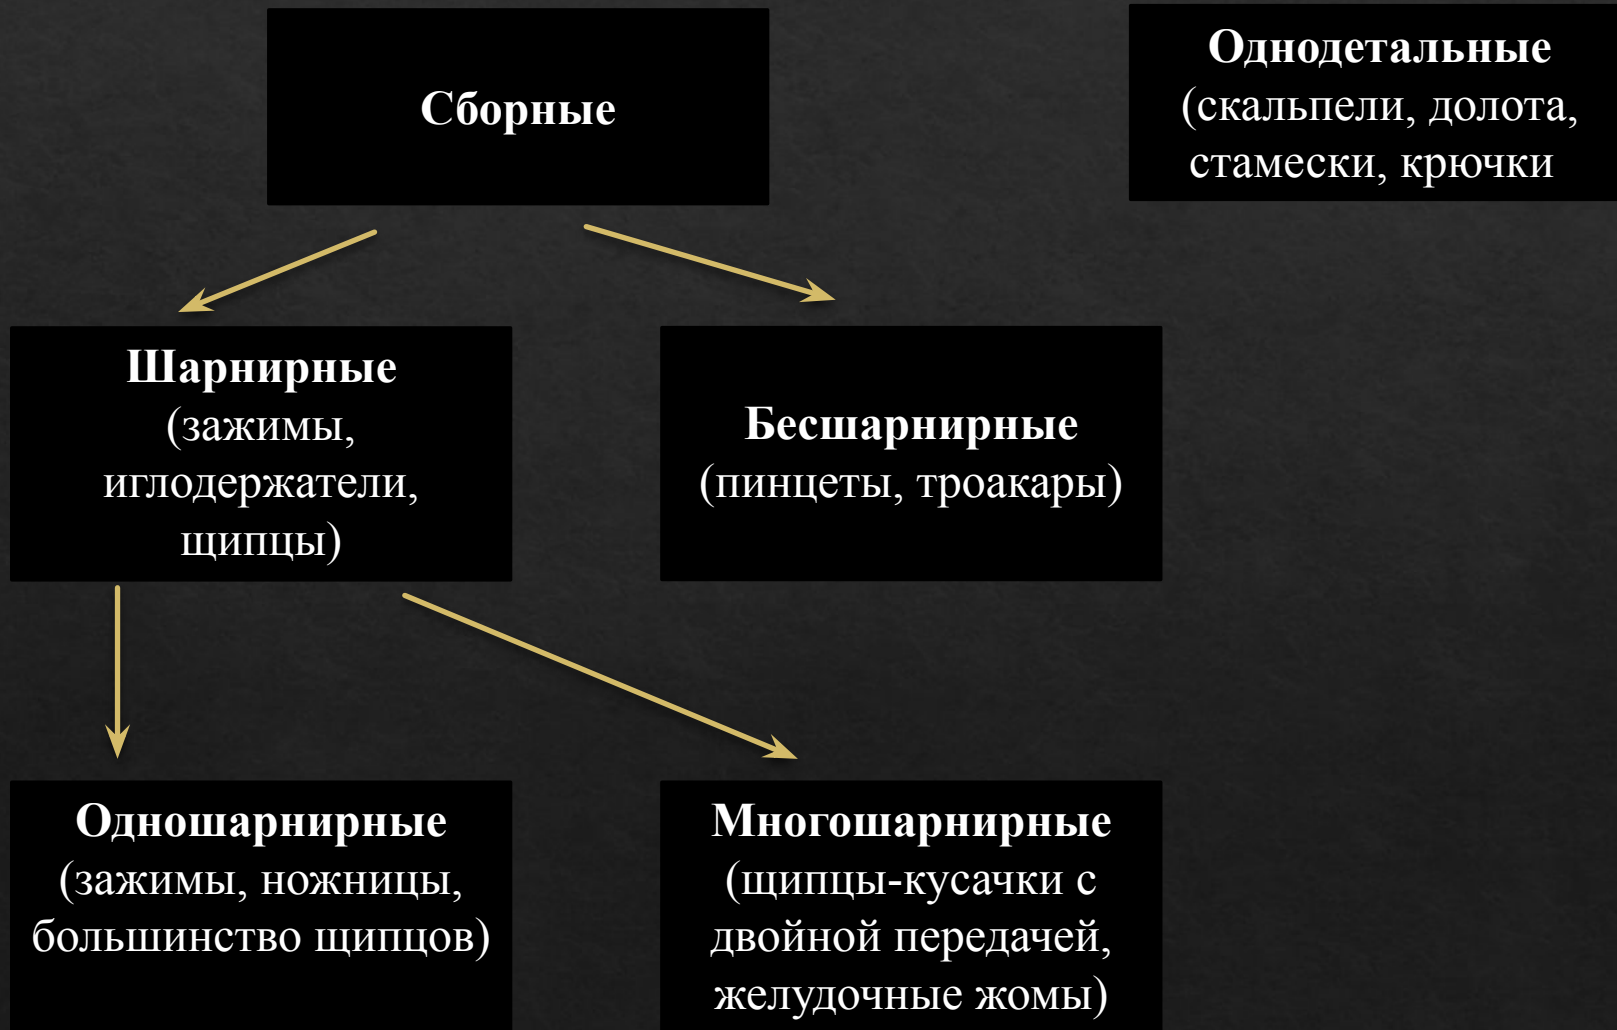 Сборные
Однодетальные
(скальпели, долота,
стамески, крючки
Шарнирные
(зажимы,
иглодержатели,
щипцы)
Бесшарнирные
(пинцеты, троакары)
Одношарнирные
(зажимы, ножницы,
большинство щипцов)
Многошарнирные
(щипцы-кусачки с
двойной передачей,
желудочные жомы)